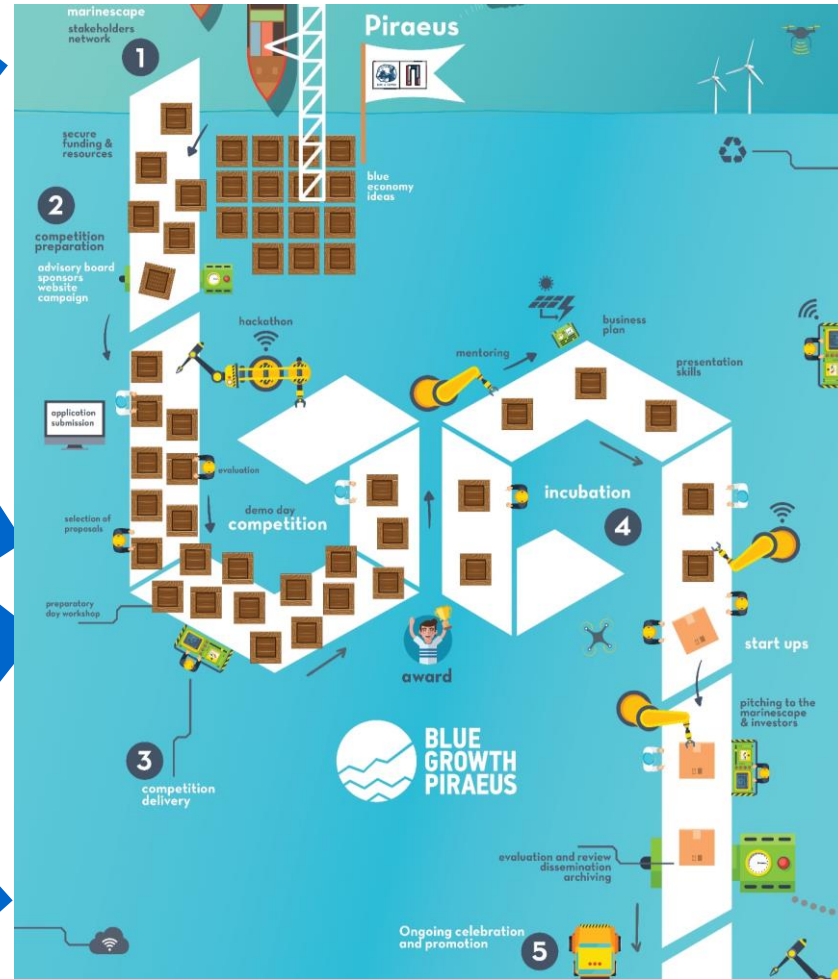 marinescape
stakeholders
network
1
Piraeus
secure
funding &
resources
blue
economy
ideas
2
competition
preparation
advisory board
sponsors
website
campaign
hackathon
mentoring
business
plan
presentation
skills
application
submission
evaluation
selection of
proposals
demo day
competition
incubation
4
preparatory
day workshop
award
start ups
pitching to the
marinescape
& investors
3
competition
delivery
BLUE
GROWTH
PIRAEUS
evaluation and review
dissemination
archiving
Ongoing celebration
and promotion
5